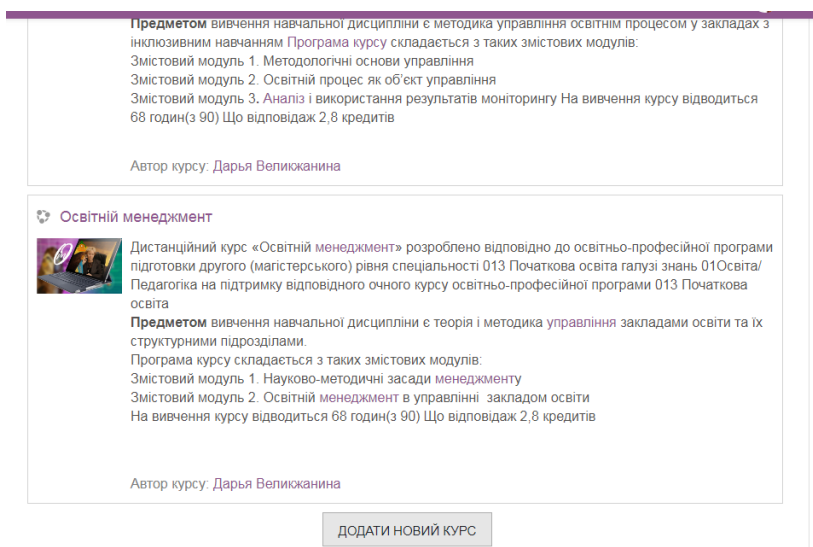 Предметом вивчення навчальної дисципліни є методика управління освітнім процесом у закладах з
інклюзивним навчанням Програма курсу складається з таких змістових модулів:
Змістовий модуль 1. Методологічні основи управління
Змістовий модуль 2. Освітній процес як об’єкт управління
Змістовий модуль 3. Аналіз і використання результатів моніторингу На вивчення курсу відводиться
68 годин(з 90) Що відповідаж 2,8 кредитів
Автор курсу: Дарья Великжанина
Освітній менеджмент
Дистанційний курс «Освітній менеджмент» розроблено відповідно до освітньо-професійної програми
підготовки другого (магістерського) рівня спеціальності 013 Початкова освіта галузі знань 01Освіта/
Педагогіка на підтримку відповідного очного курсу освітньо-професійної програми 013 Початкова
освіта
Предметом вивчення навчальної дисципліни є теорія і методика управління закладами освіти та їх
структурними підрозділами.
Програма курсу складається з таких змістових модулів:
Змістовий модуль 1. Науково-методичні засади менеджменту
Змістовий модуль 2. Освітній менеджмент в управлінні закладом освіти
На вивчення курсу відводиться 68 годин(з 90) Що відповідаж 2,8 кредитів
Автор курсу: Дарья Великжанина
ДОДАТИ НОВИЙ КУРС